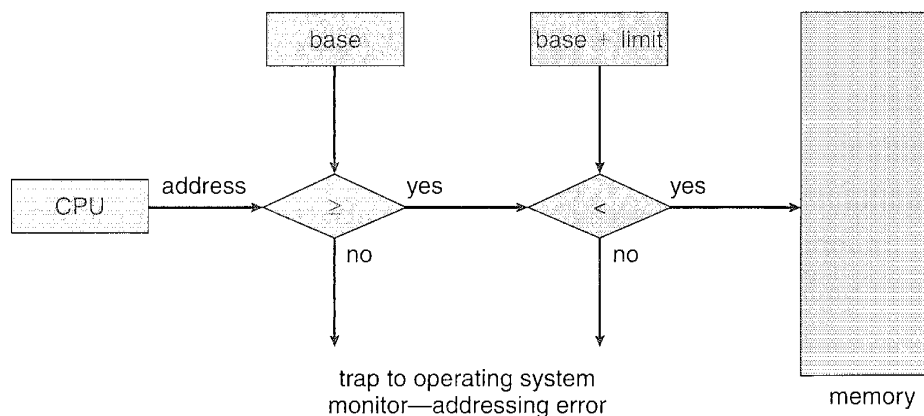 base
base + limit
CPU
address
≥
yes
<
yes
no
no
trap to operating system
monitor—addressing error
memory